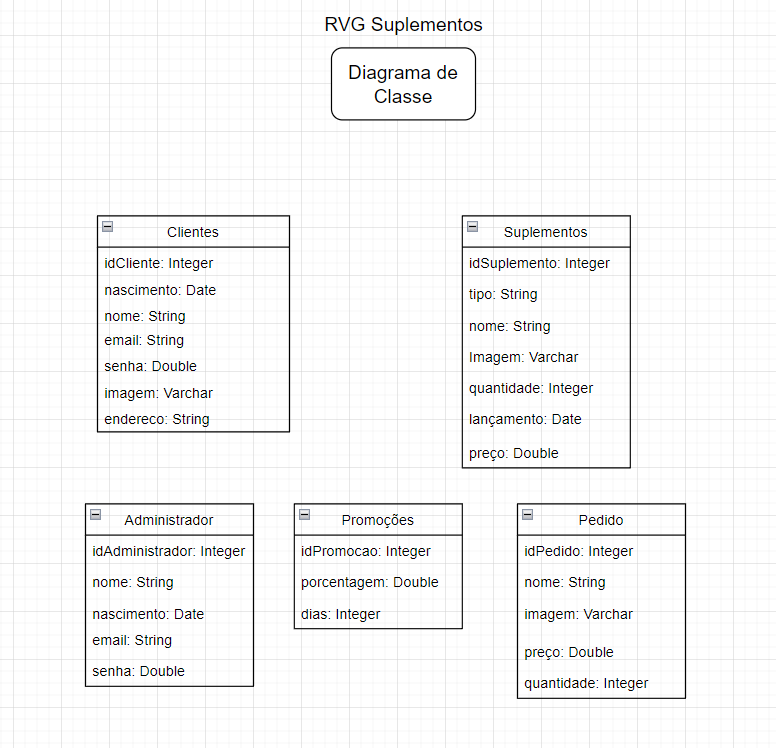 RVG Suplementos
Diagrama de
Classe
Clientes
idCliente: Integer
nascimento: Date
nome: String
email: String
senha: Double
imagem: Varchar
endereco: String
Suplementos
idSuplemento: Integer
tipo: String
nome: String
Imagem: Varchar
quantidade: Integer
lançamento: Date
preço: Double
Administrador
idAdministrador: Integer
nome: String
nascimento: Date
email: String
senha: Double
Promoções
idPromocao: Integer
porcentagem: Double
dias: Integer
Pedido
idPedido: Integer
nome: String
imagem: Varchar
preço: Double
quantidade: Integer